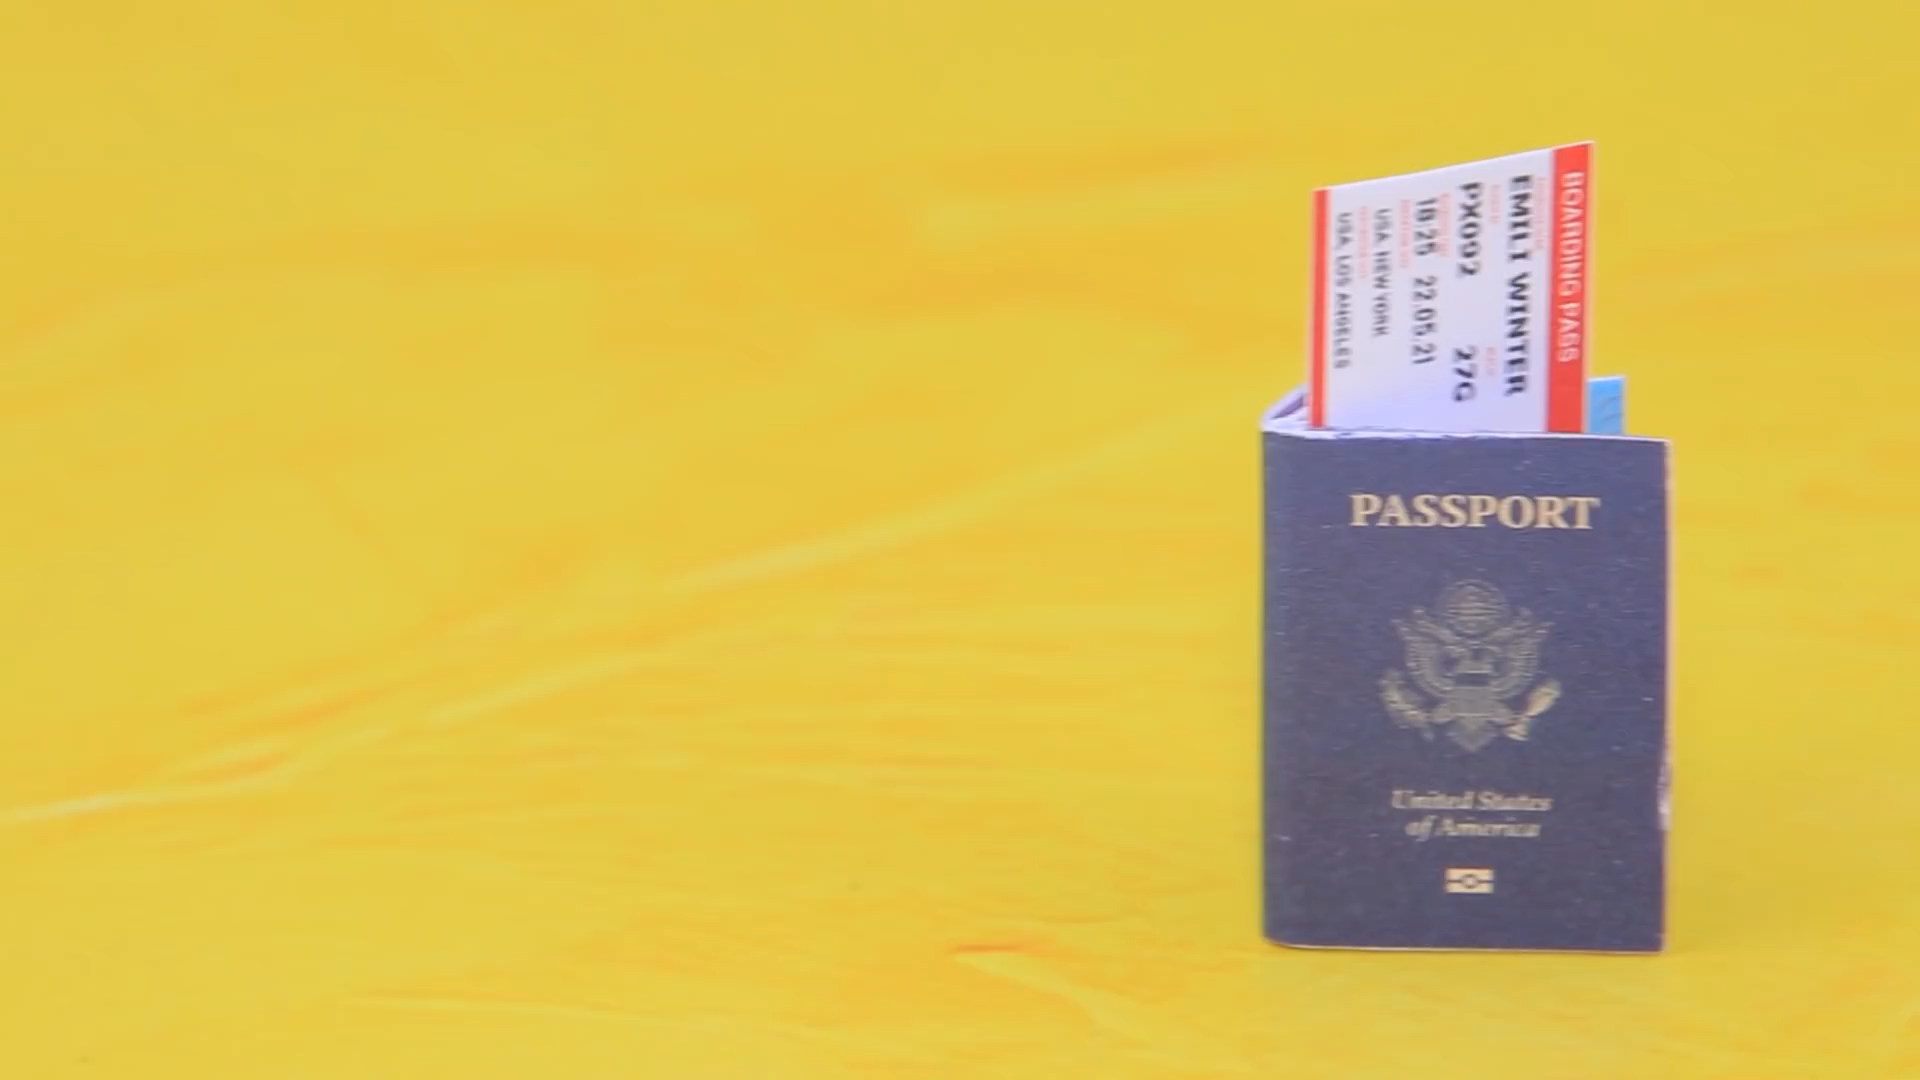 BOARDING PASS
EMILI WINTER
PX092 27G
18:25 22.05.21
USA, NEW YORK
USA, LOS ANGELES
PASSPORT
United States
of America